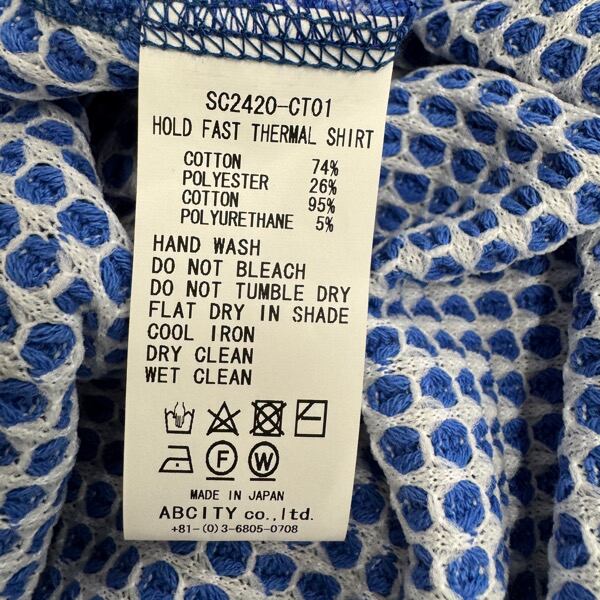 SC2420-CT01
HOLD FAST THERMAL SHIRT
COTTON 74%
POLYESTER 26%
COTTON 95%
POLYURETHANE 5%
HAND WASH
DO NOT BLEACH
DO NOT TUMBLE DRY
FLAT DRY IN SHADE
COOL IRON
DRY CLEAN
WET CLEAN
F W
MADE IN JAPAN
ABCITY co.,ltd.
+81-(0)3-6805-0708